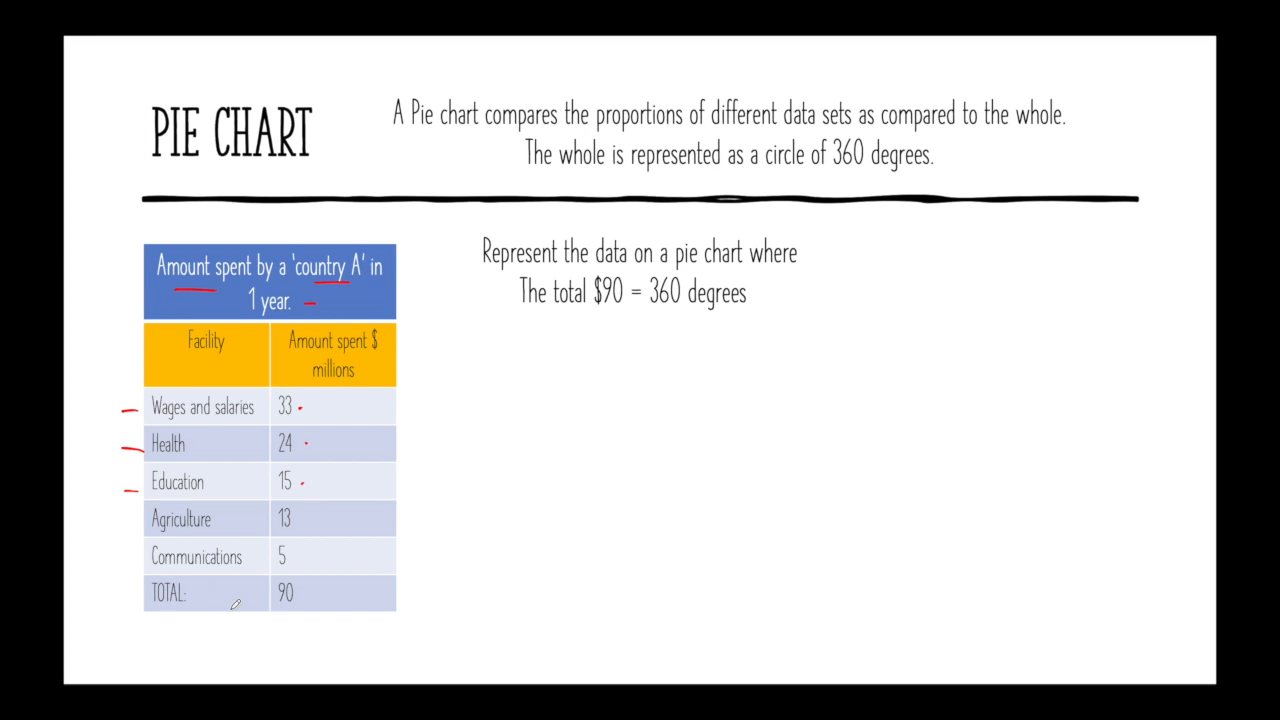 PIE CHART
A Pie chart compares the proportions of different data sets as compared to the whole.
The whole is represented as a circle of 360 degrees.
Amount spent by a 'country A' in
1 year.
Facility
Amount spent $
millions
Wages and salaries 33
Health 24
Education 15
Agriculture 13
Communications 5
TOTAL: 90
Represent the data on a pie chart where
The total $90 = 360 degrees